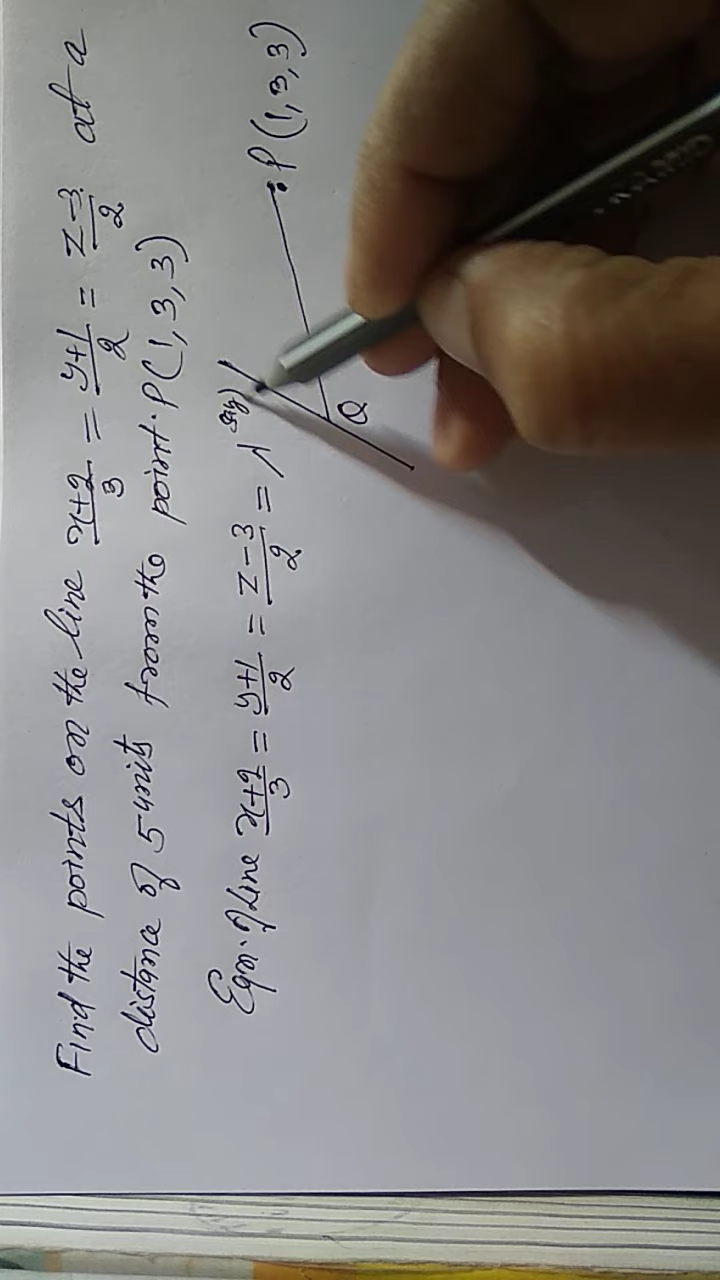 Find the points on the line x+2/3 = y+1/2 = z-3/2 at a
distance of 5 units from the point P(1, 3, 3)
P(1, 3, 3)
Eqn. of line x+2/3 = y+1/2 = z-3/2 = λ (say)
Q